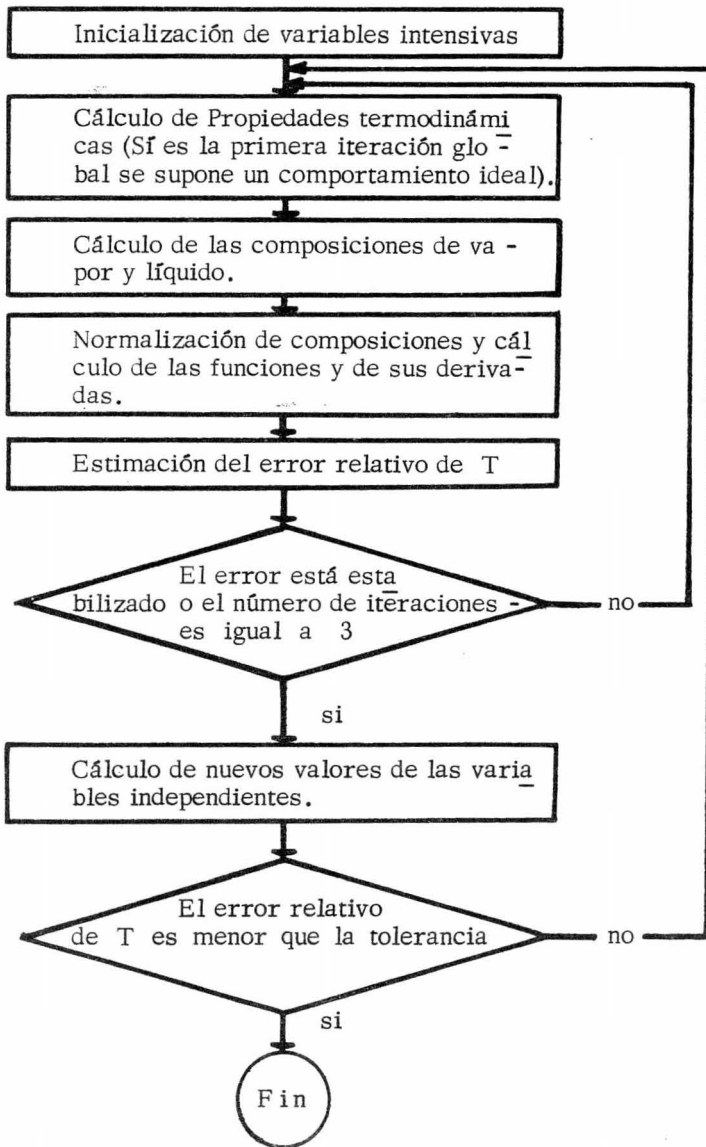 Inicialización de variables intensivas
Cálculo de Propiedades termodinámi
cas (Sí es la primera iteración glo -
bal se supone un comportamiento ideal).
Cálculo de las composiciones de va -
por y líquido.
Normalización de composiciones y cál
culo de las funciones y de sus deriva-
das.
Estimación del error relativo de T
El error está esta
bilizado o el número de iteraciones -
es igual a 3
no
si
Cálculo de nuevos valores de las varia
bles independientes.
El error relativo
de T es menor que la tolerancia
no
si
Fin